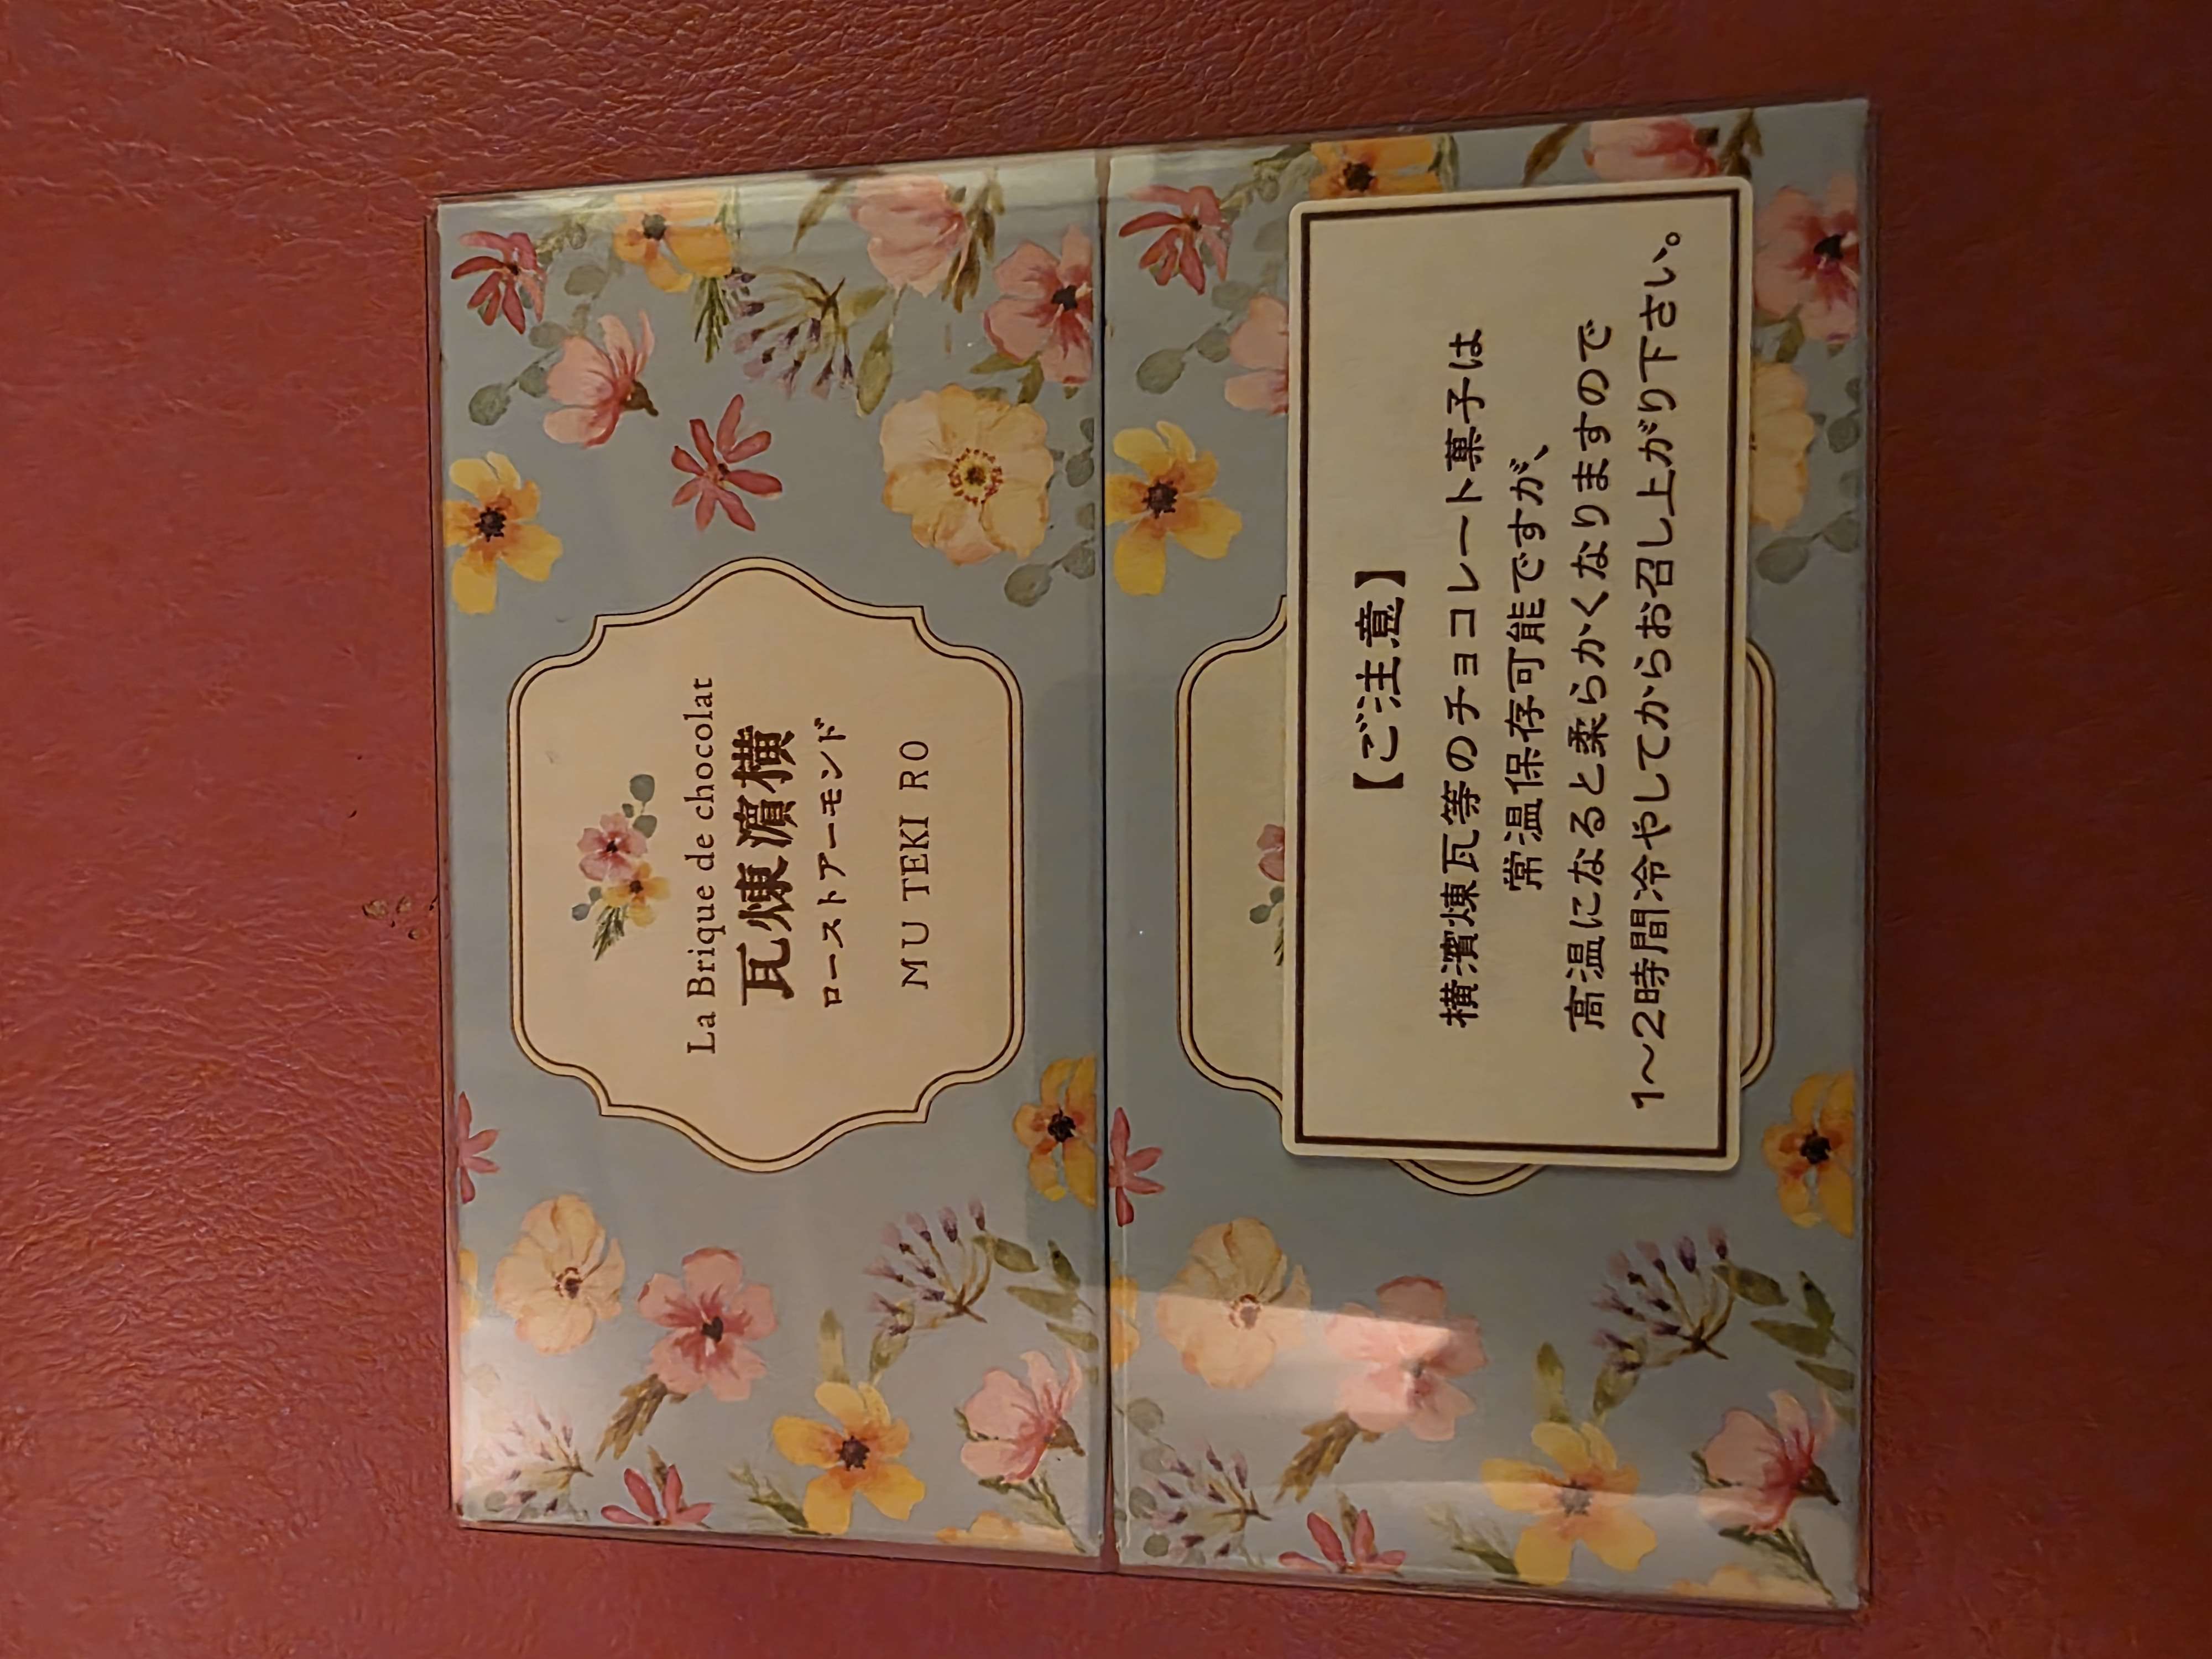 La Brique de chocolat
瓦煉濵横
ローストアーモンド
MU TEKI RO
【ご注意】
横濱煉瓦等のチョコレート菓子は
常温保存可能ですが、
高温になると柔らかくなりますので
1～2時間冷やしてからお召し上がり下さい。